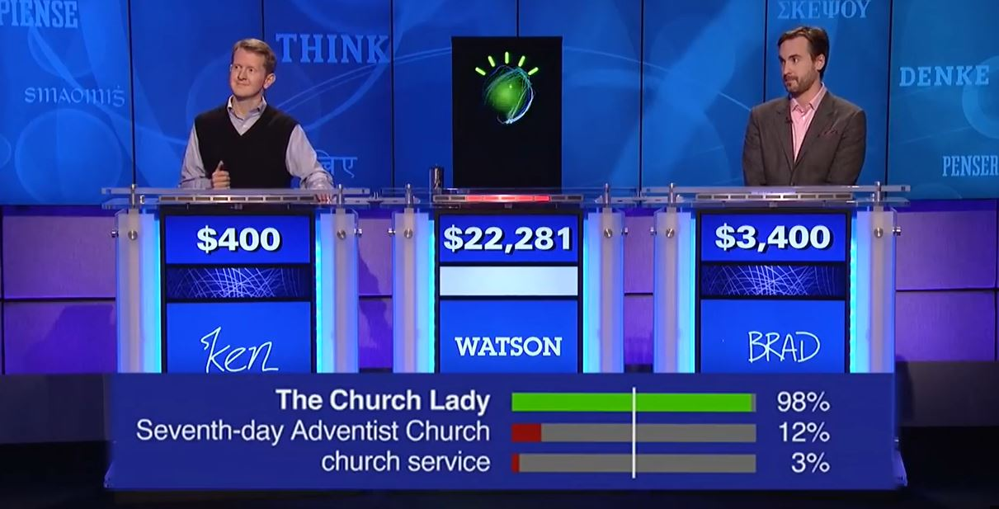 PIENSE
THINK
ΣΚΕΨΟΥ
DENKE
smaoiniġ
PENSER
$400
$22,281
$3,400
Ken
WATSON
BRAD
The Church Lady 98%
Seventh-day Adventist Church 12%
church service 3%